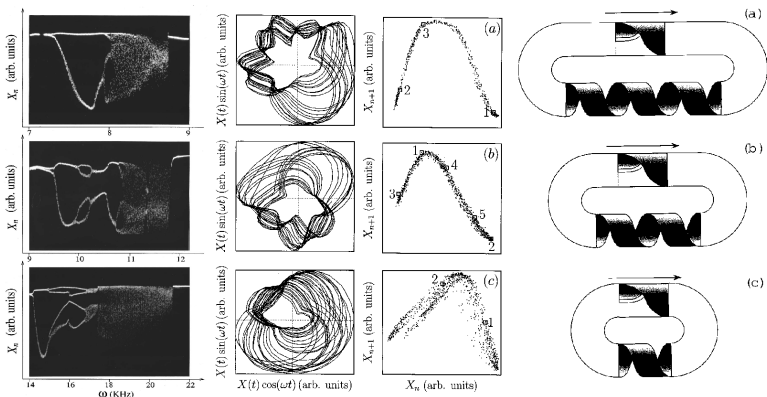 X_n (arb. units)
7 8 9
X(t) sin(ωt) (arb. units)
X_{n+1} (arb. units)
(a)
3
2
1
(a)
X_n (arb. units)
9 10 11 12
X(t) sin(ωt) (arb. units)
X_{n+1} (arb. units)
(b)
1
4
3
5
2
(b)
X_n (arb. units)
14 16 18 20 22
ω (KHz)
X(t) sin(ωt) (arb. units)
X(t) cos(ωt) (arb. units)
X_{n+1} (arb. units)
(c)
2
1
X_n (arb. units)
(c)